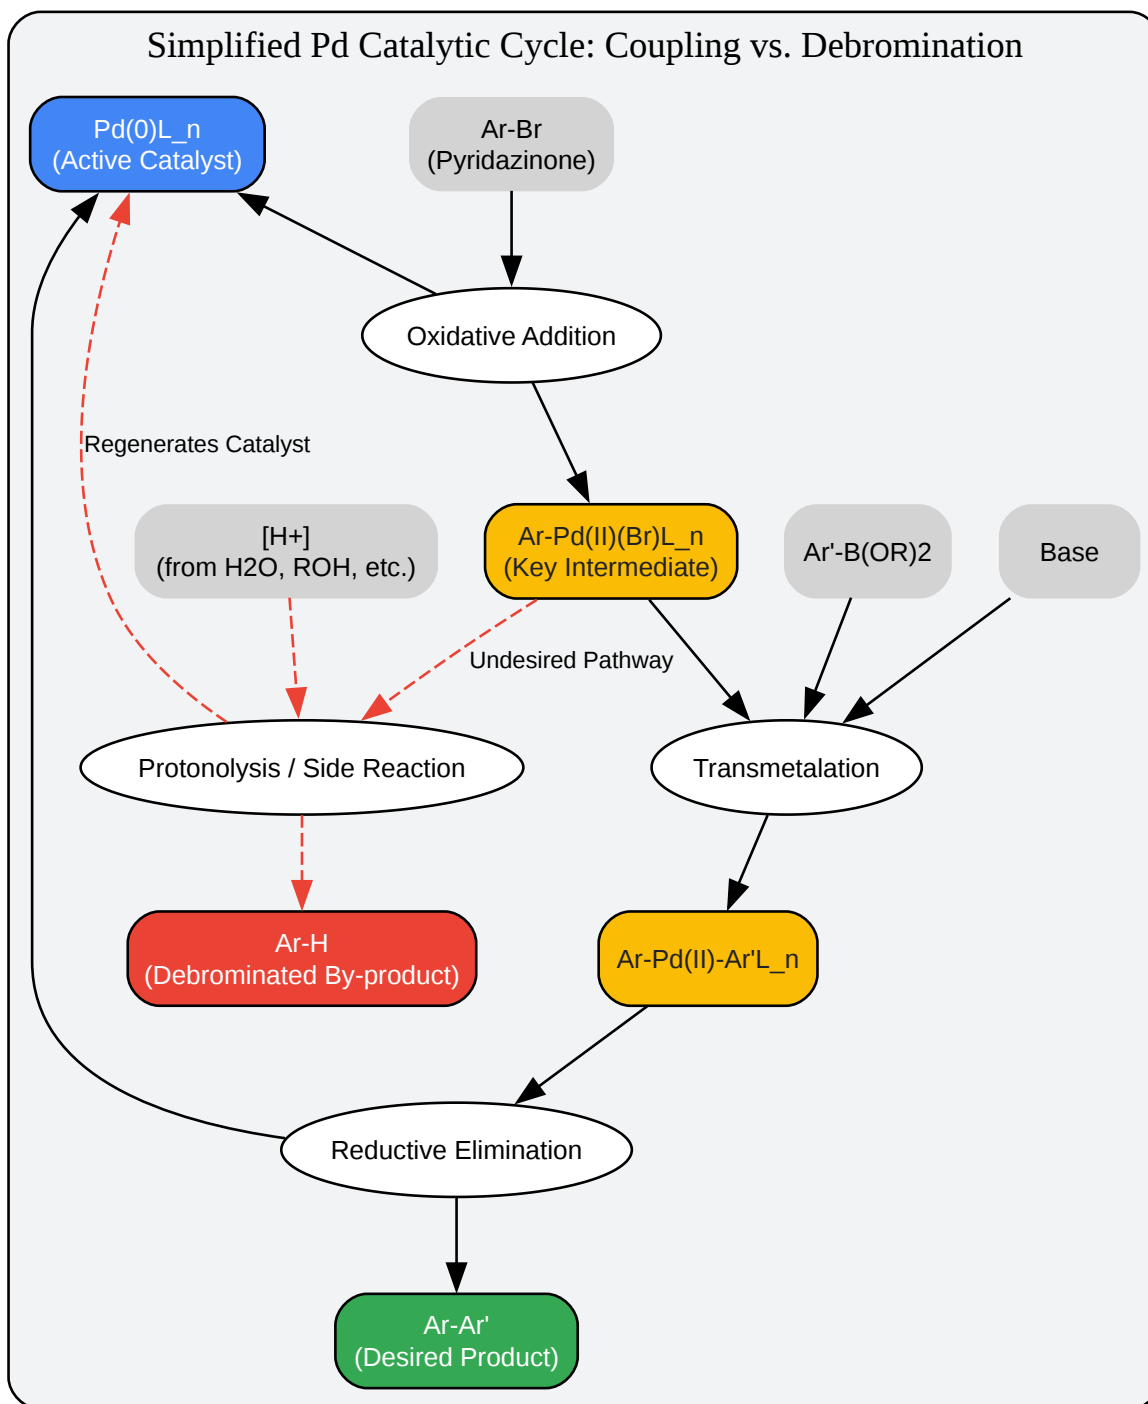 Simplified Pd Catalytic Cycle: Coupling vs. Debromination
Pd(0)L_n
(Active Catalyst)
Ar-Br
(Pyridazinone)
Oxidative Addition
Regenerates Catalyst
[H+]
(from H2O, ROH, etc.)
Ar-Pd(II)(Br)L_n
(Key Intermediate)
Ar'-B(OR)2
Base
Undesired Pathway
Protonolysis / Side Reaction
Transmetalation
Ar-H
(Debrominated By-product)
Ar-Pd(II)-Ar'L_n
Reductive Elimination
Ar-Ar'
(Desired Product)